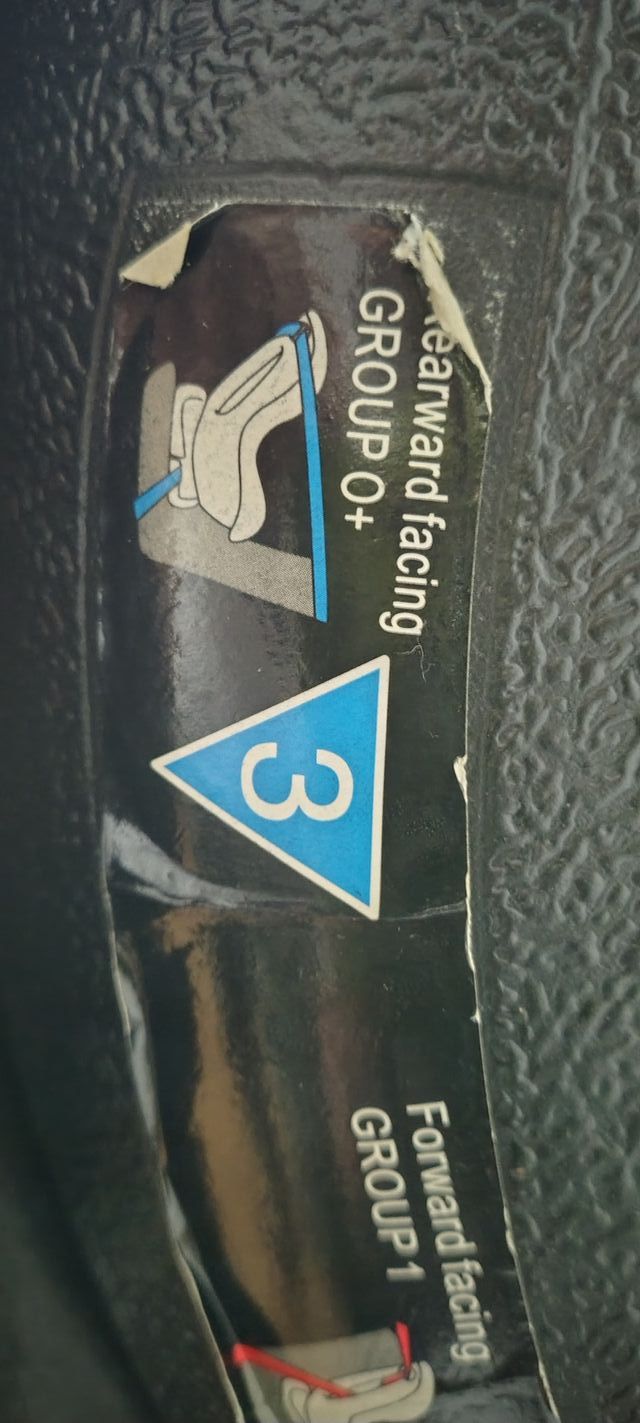 earward facing
GROUP 0+
3
Forward facing
GROUP 1